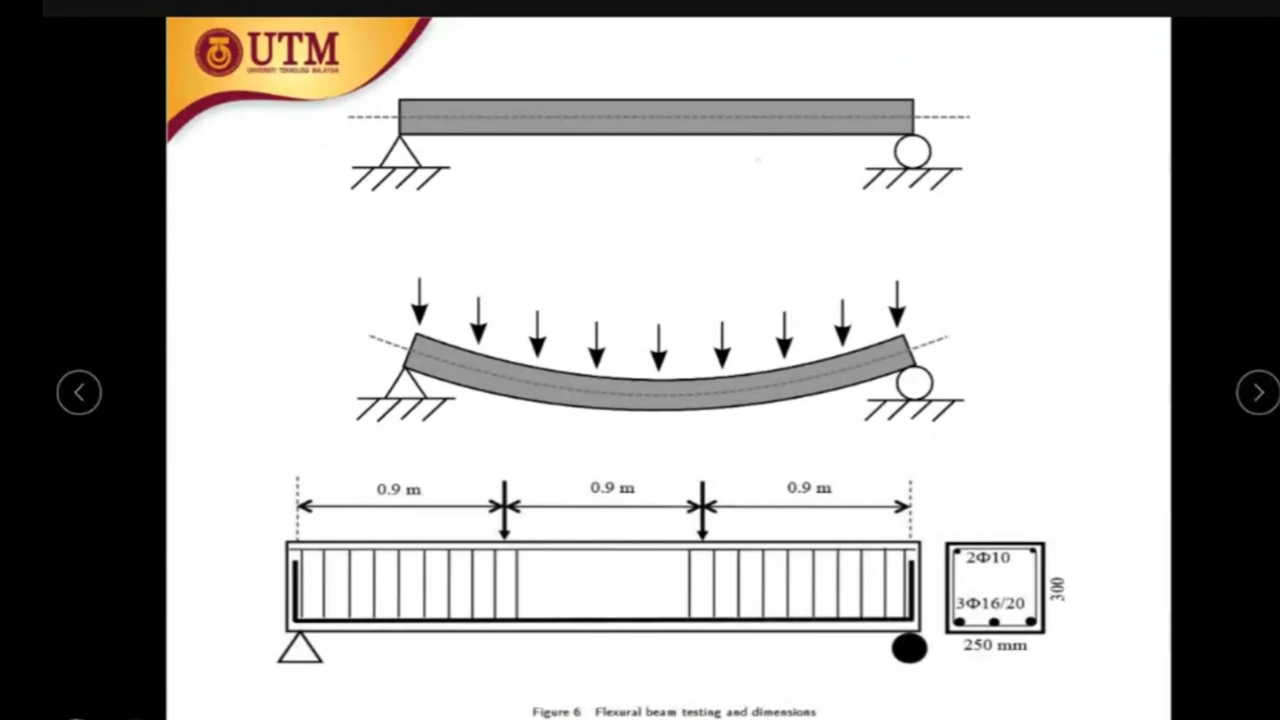 UTM
UNIVERSITI TEKNOLOGI MALAYSIA
0.9 m
0.9 m
0.9 m
2Φ10
3Φ16/20
300
250 mm
Figure 6 Flexural beam testing and dimensions